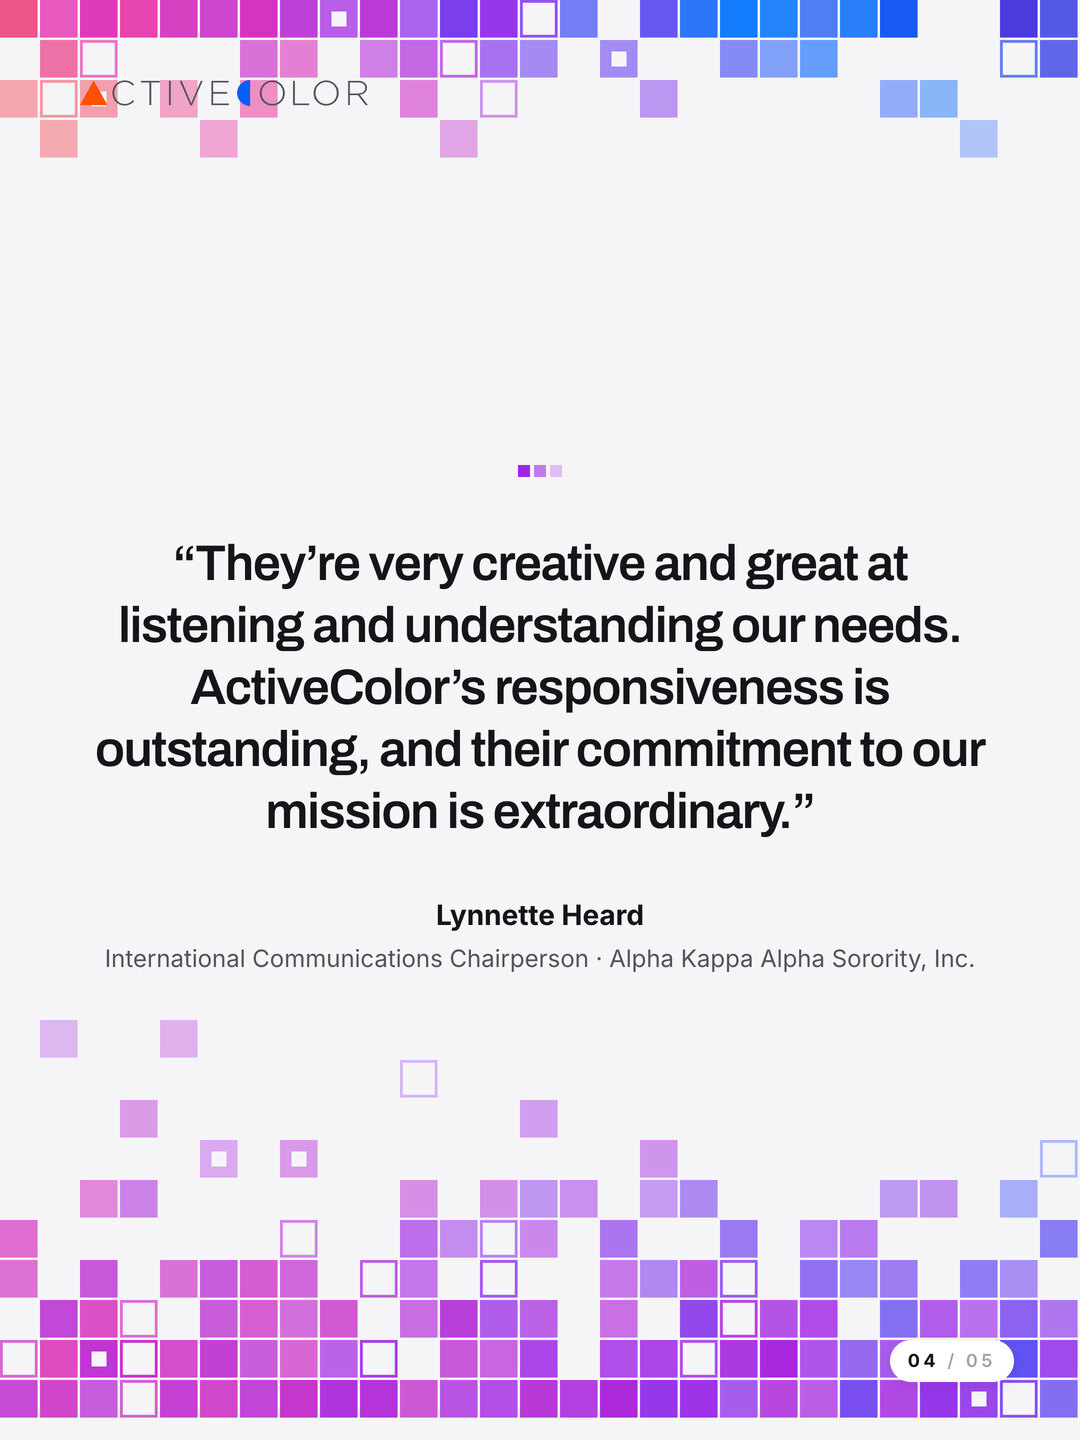 ACTIVECOLOR
“They’re very creative and great at
listening and understanding our needs.
ActiveColor’s responsiveness is
outstanding, and their commitment to our
mission is extraordinary.”
Lynnette Heard
International Communications Chairperson · Alpha Kappa Alpha Sorority, Inc.
04 / 05